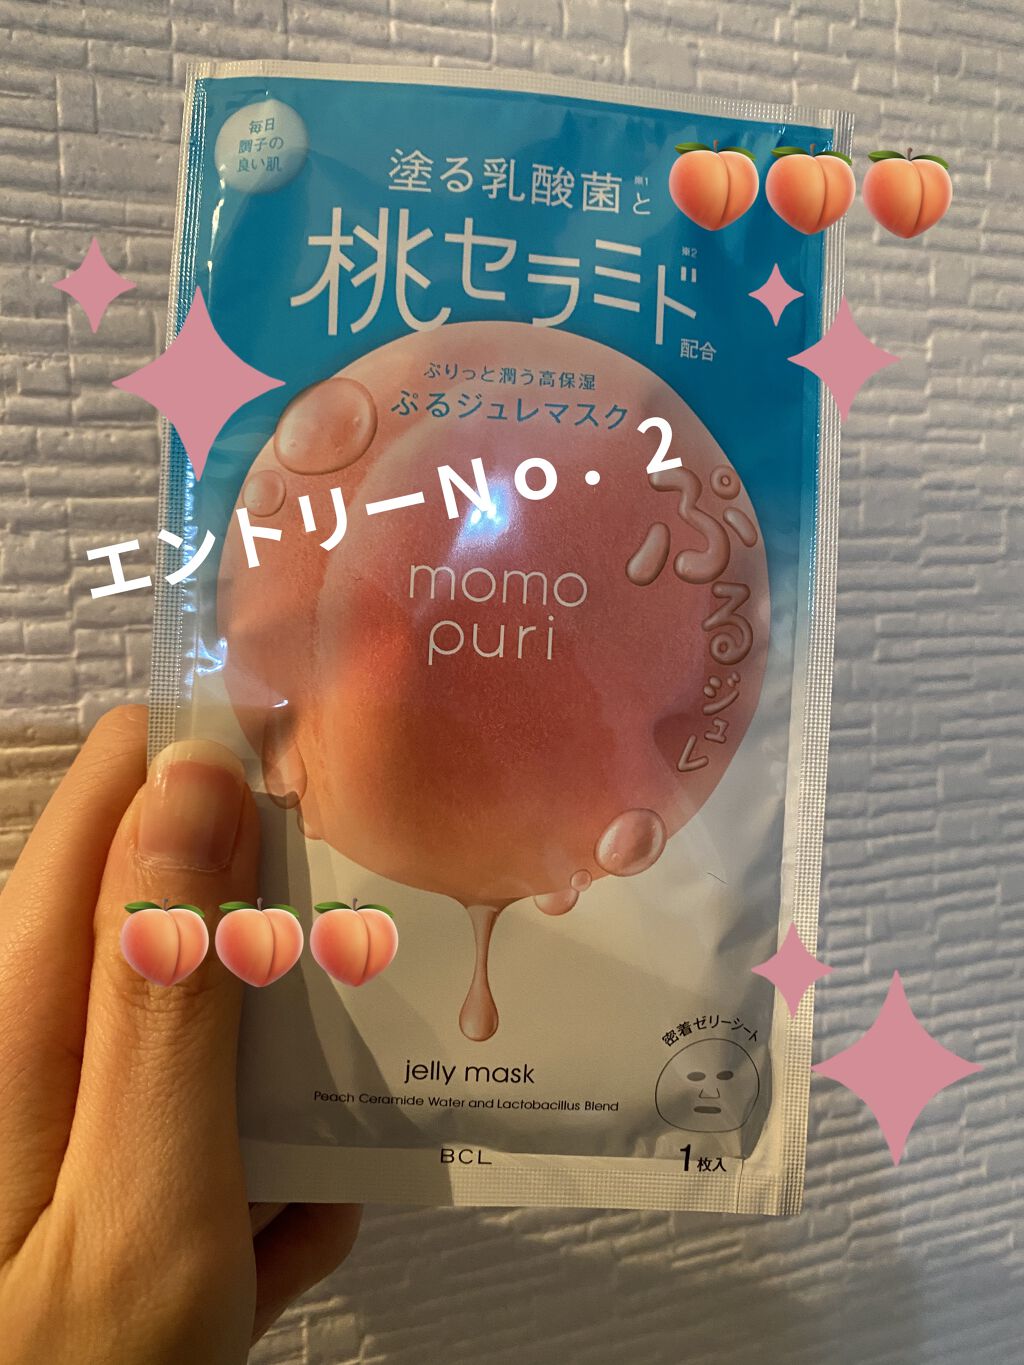 毎日
調子の
良い肌
塗る乳酸菌※1と
桃セラミド※2
配合
ぷりっと潤う高保湿
ぷるジュレマスク
エントリーNo.2
momo
puri
ぷるジュレ
密着ゼリーシート
jelly mask
Peach Ceramide Water and Lactobacillus Blend
BCL
1枚入